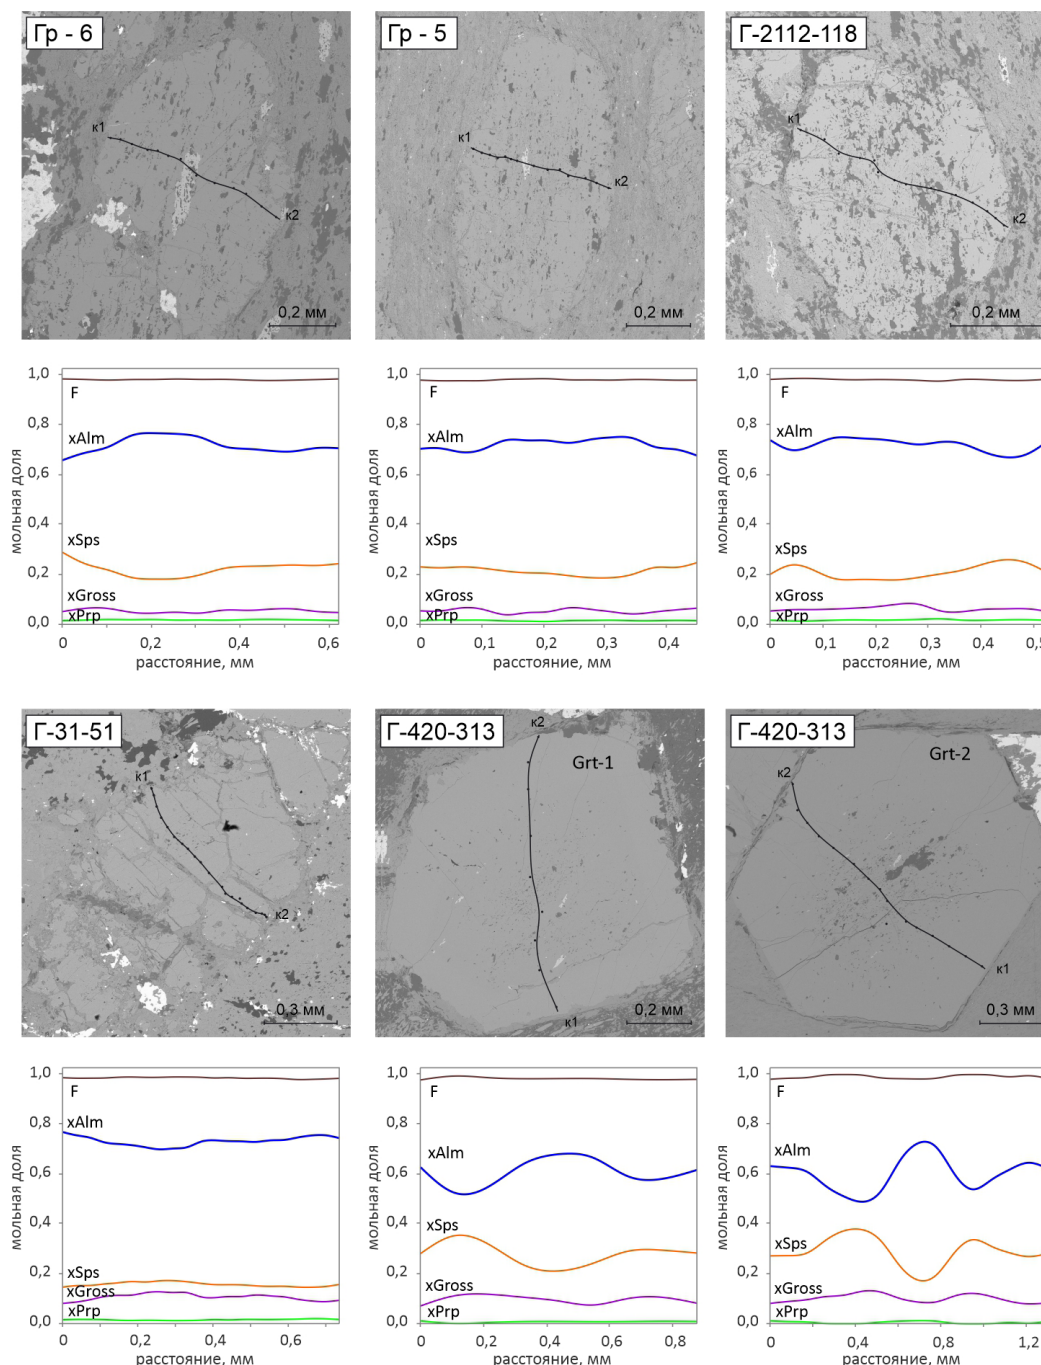 Гр - 6
Гр - 5
Г-2112-118
к1
к2
0,2 мм
к1
к2
0,2 мм
к1
к2
0,2 мм
мольная доля
1,0
0,8
0,6
0,4
0,2
0,0
F
xAlm
xSps
xGross
xPrp
0
0,2
0,4
0,6
расстояние, мм
мольная доля
1,0
0,8
0,6
0,4
0,2
0,0
F
xAlm
xSps
xGross
xPrp
0
0,1
0,2
0,3
0,4
расстояние, мм
мольная доля
1,0
0,8
0,6
0,4
0,2
0,0
F
xAlm
xSps
xGross
xPrp
0
0,1
0,2
0,3
0,4
расстояние, мм
Г-31-51
Г-420-313
Г-420-313
к1
к2
0,3 мм
к2
Grt-1
к1
0,2 мм
к2
Grt-2
к1
0,3 мм
мольная доля
1,0
0,8
0,6
0,4
0,2
0,0
F
xAlm
xSps
xGross
xPrp
0
0,2
0,4
0,6
расстояние, мм
мольная доля
1,0
0,8
0,6
0,4
0,2
0,0
F
xAlm
xSps
xGross
xPrp
0
0,2
0,4
0,6
0,8
расстояние, мм
мольная доля
1,0
0,8
0,6
0,4
0,2
0,0
F
xAlm
xSps
xGross
xPrp
0
0,4
0,8
1,2
расстояние, мм